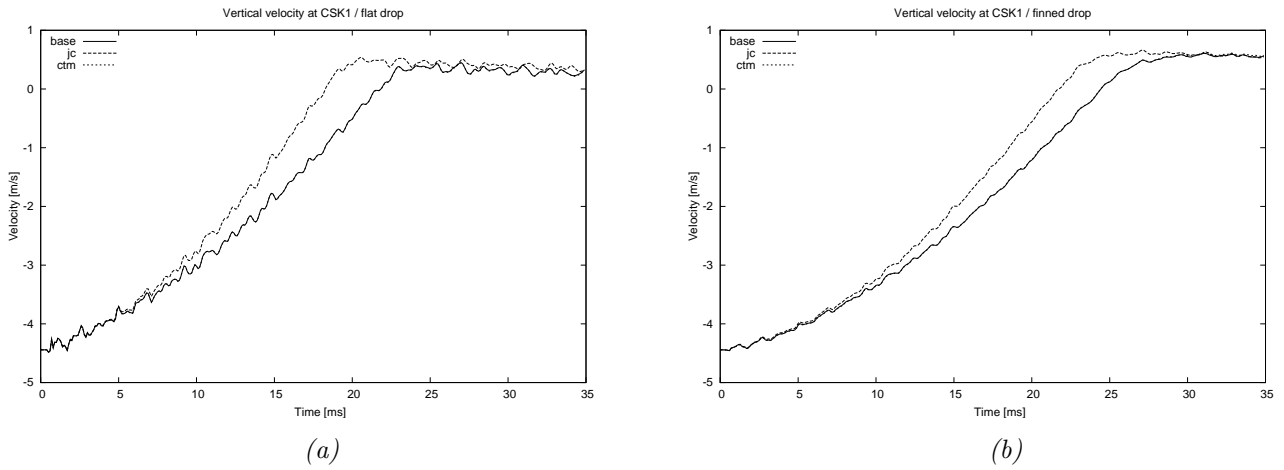 Vertical velocity at CSK1 / flat drop
base
jc
ctm
Velocity [m/s]
1
0
-1
-2
-3
-4
-5
0 5 10 15 20 25 30 35
Time [ms]
(a)
Vertical velocity at CSK1 / finned drop
base
jc
ctm
Velocity [m/s]
1
0
-1
-2
-3
-4
-5
0 5 10 15 20 25 30 35
Time [ms]
(b)